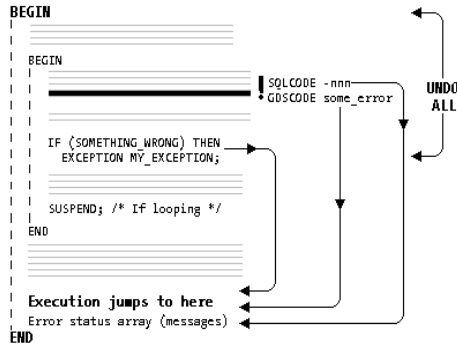 BEGIN
BEGIN
! SQLCODE -nnn
GDSCODE some_error
UNDO
ALL
IF (SOMETHING_WRONG) THEN
EXCEPTION MY_EXCEPTION;
SUSPEND; /* If looping */
END
Execution jumps to here
Error status array (messages)
END